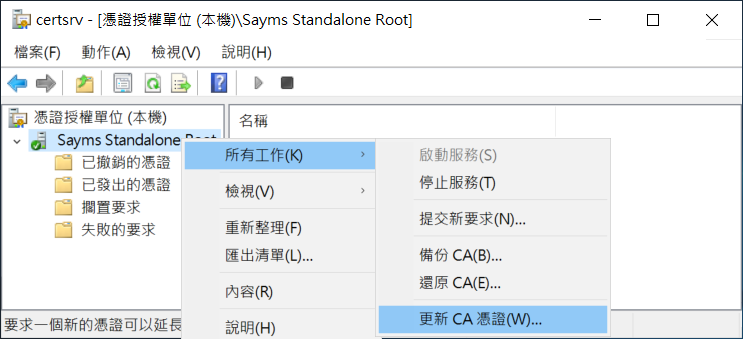 certsrv - [憑證授權單位 (本機)\Sayms Standalone Root]
檔案(F) 動作(A) 檢視(V) 說明(H)
憑證授權單位 (本機)
Sayms Standalone Root
已撤銷的憑證
已發出的憑證
擱置要求
失敗的要求
名稱
所有工作(K)
檢視(V)
重新整理(F)
匯出清單(L)...
內容(R)
說明(H)
啟動服務(S)
停止服務(T)
提交新要求(N)...
備份 CA(B)...
還原 CA(E)...
更新 CA 憑證(W)...
要求一個新的憑證可以延長